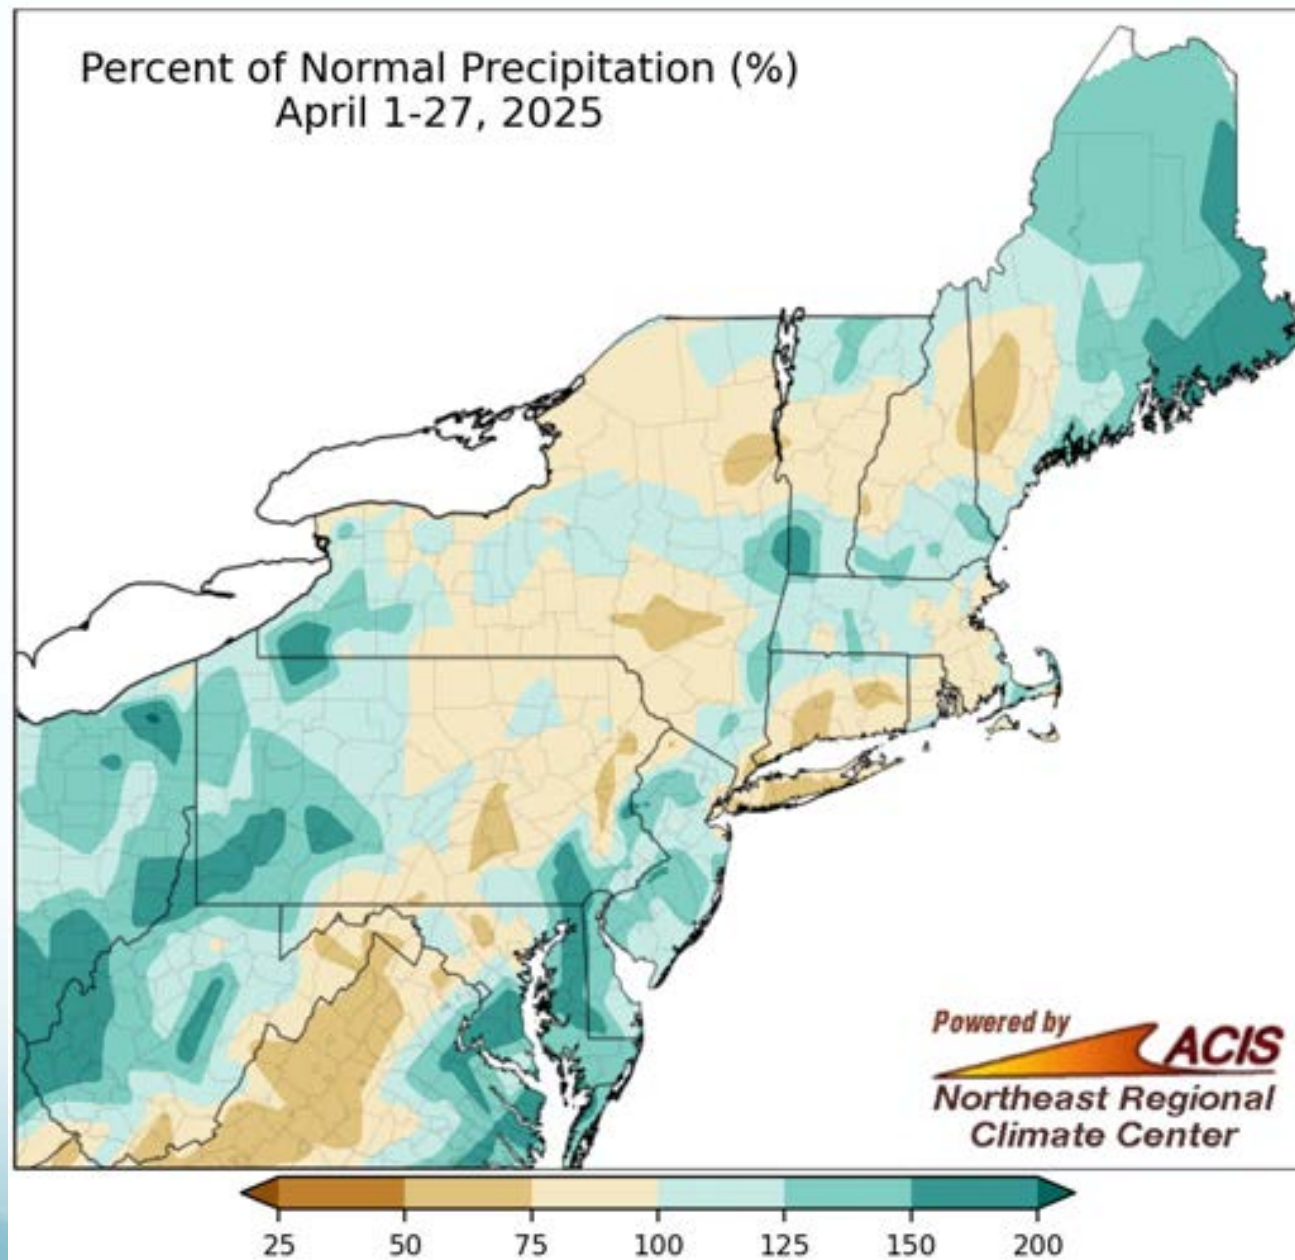 Percent of Normal Precipitation (%)
April 1-27, 2025
Powered by
ACIS
Northeast Regional
Climate Center
25 50 75 100 125 150 200